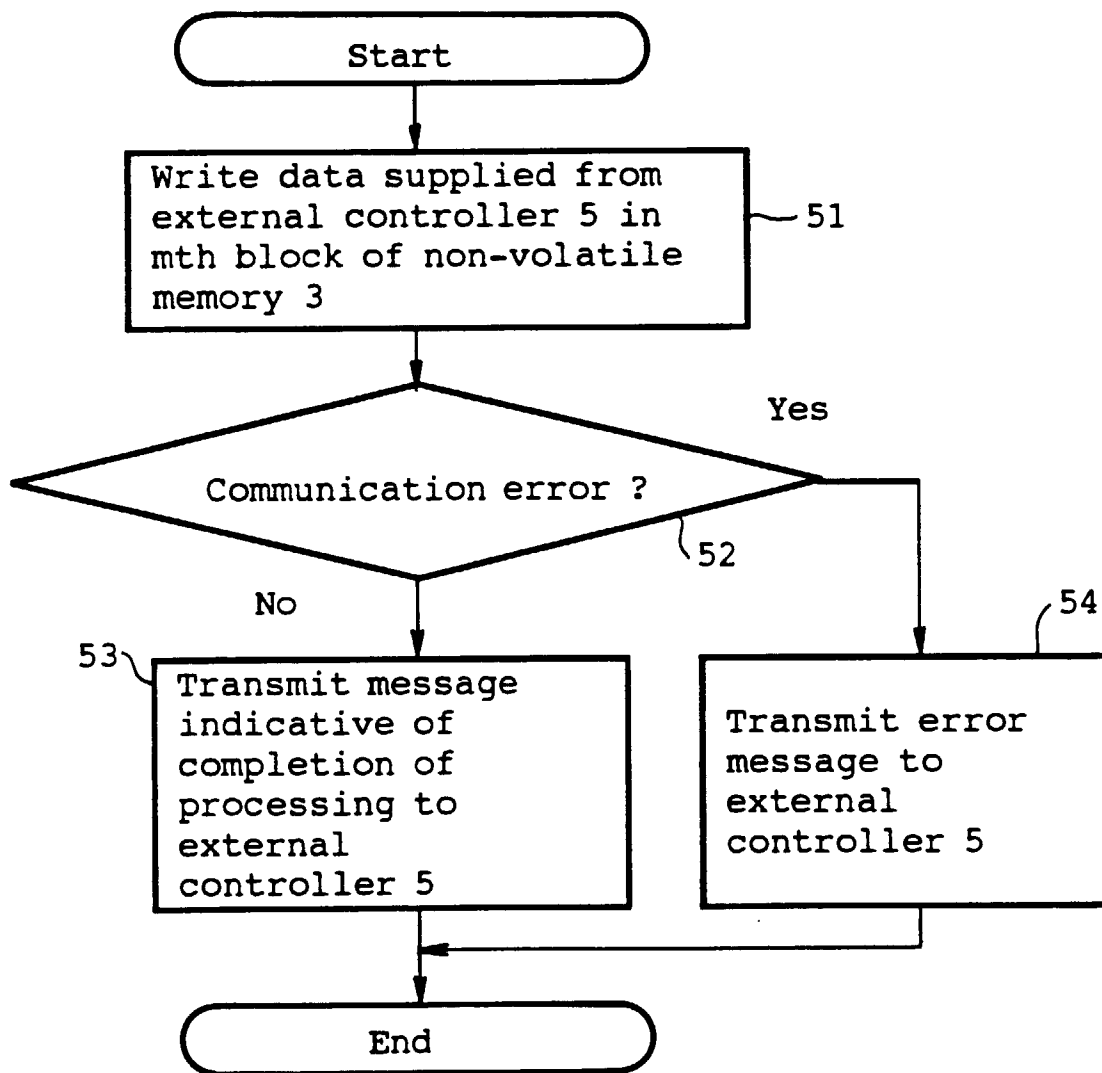 Start
Write data supplied from
external controller 5 in
mth block of non-volatile
memory 3
51
Yes
Communication error ?
52
No
54
53
Transmit message
indicative of
completion of
processing to
external
controller 5
Transmit error
message to
external
controller 5
End